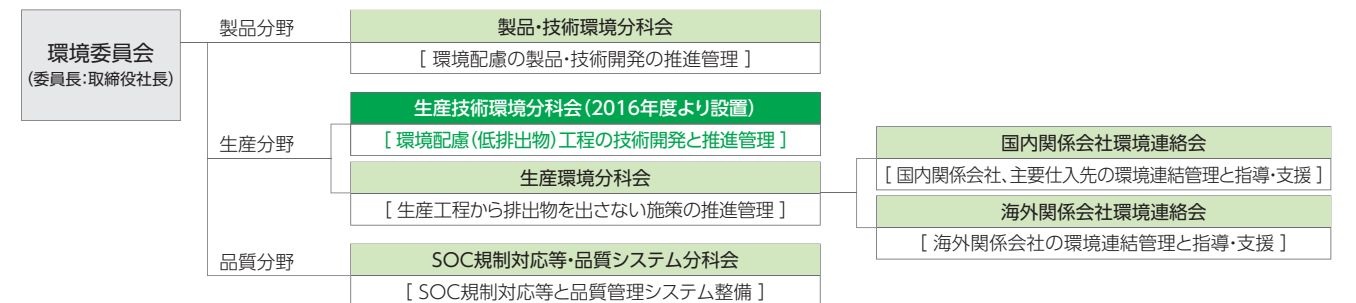 環境委員会
(委員長:取締役社長)
製品分野
製品・技術環境分科会
[ 環境配慮の製品・技術開発の推進管理 ]
生産分野
生産技術環境分科会(2016年度より設置)
[ 環境配慮(低排出物)工程の技術開発と推進管理 ]
生産環境分科会
[ 生産工程から排出物を出さない施策の推進管理 ]
国内関係会社環境連絡会
[ 国内関係会社、主要仕入先の環境連結管理と指導・支援 ]
海外関係会社環境連絡会
[ 海外関係会社の環境連結管理と指導・支援 ]
品質分野
SOC規制対応等・品質システム分科会
[ SOC規制対応等と品質管理システム整備 ]